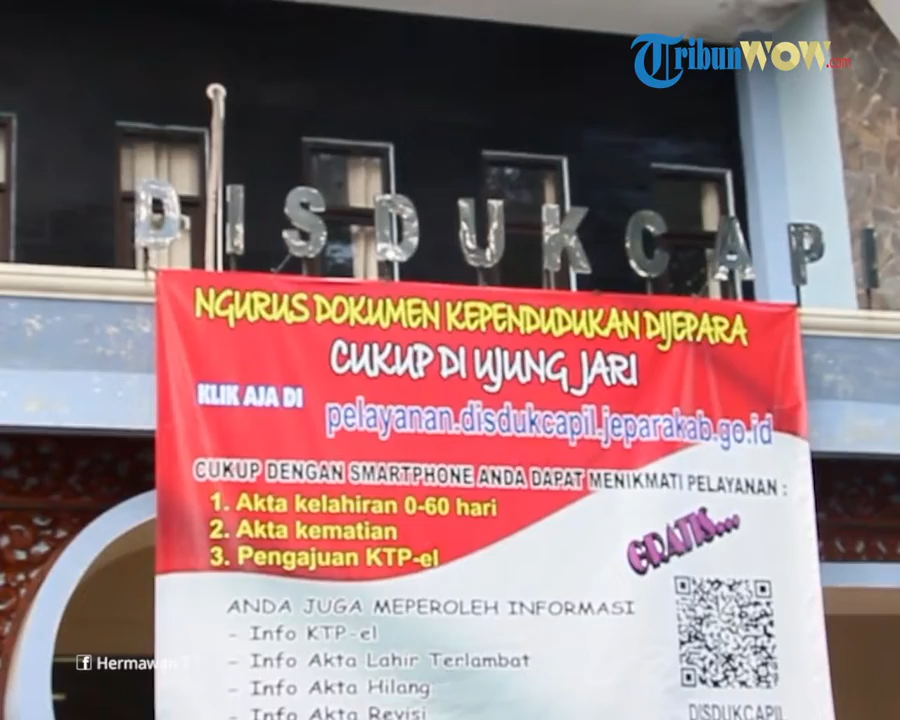 TribunWOW.com
DISDUKCAPI
NGURUS DOKUMEN KEPENDUDUKAN DIJEPARA
CUKUP DI UJUNG JARI
KLIK AJA DI
pelayanan.disdukcapil.jeparakab.go.id
CUKUP DENGAN SMARTPHONE ANDA DAPAT MENIKMATI PELAYANAN :
1. Akta kelahiran 0-60 hari
2. Akta kematian
3. Pengajuan KTP-el
GRATIS...
ANDA JUGA MEPEROLEH INFORMASI
- Info KTP-el
- Info Akta Lahir Terlambat
- Info Akta Hilang
- Info Akta Revisi
DISDUKCAPIL
Hermawan